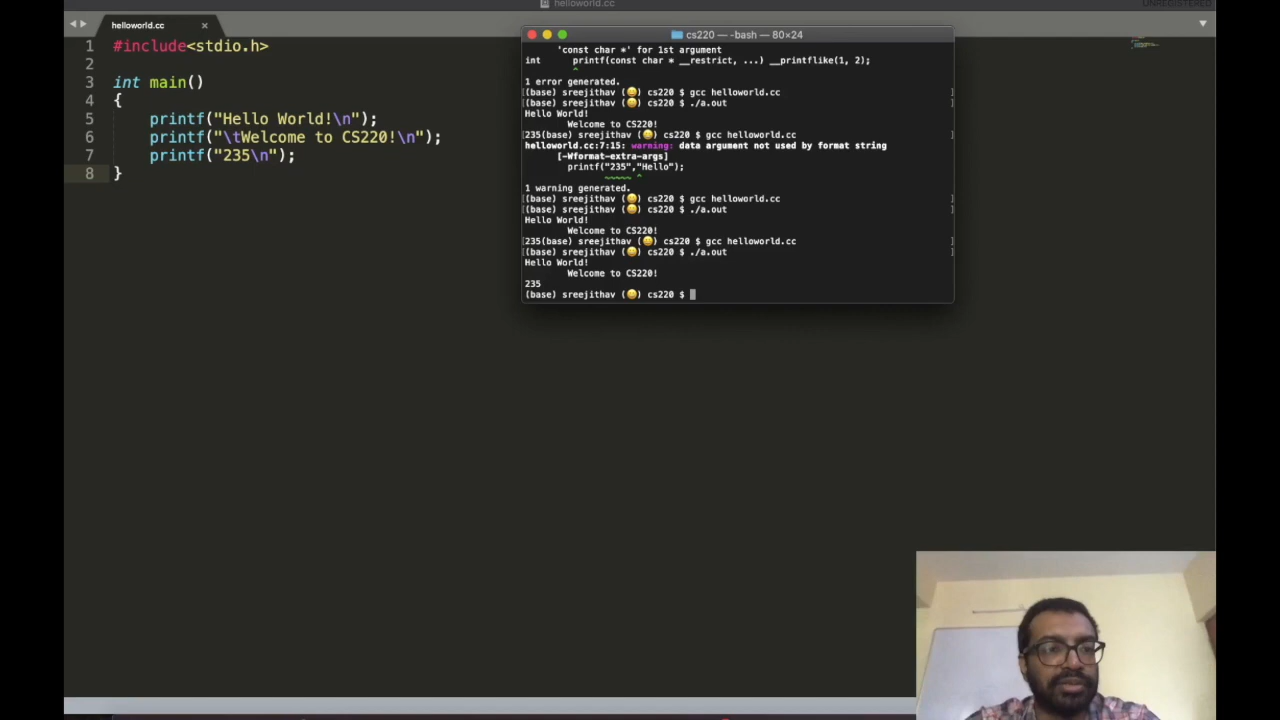 helloworld.cc
UNREGISTERED
helloworld.cc ×
1 #include<stdio.h>
2
3 int main()
4 {
5 printf("Hello World!\n");
6 printf("\tWelcome to CS220!\n");
7 printf("235\n");
8 }
cs220 — -bash — 80×24
'const char *' for 1st argument
int printf(const char * __restrict, ...) __printflike(1, 2);
^
1 error generated.
[(base) sreejithav (😄) cs220 $ gcc helloworld.cc ]
[(base) sreejithav (😄) cs220 $ ./a.out ]
Hello World!
Welcome to CS220!
[235(base) sreejithav (😄) cs220 $ gcc helloworld.cc ]
helloworld.cc:7:15: warning: data argument not used by format string
[-Wformat-extra-args]
printf("235","Hello");
~~~~~ ^
1 warning generated.
[(base) sreejithav (😄) cs220 $ gcc helloworld.cc ]
[(base) sreejithav (😄) cs220 $ ./a.out ]
Hello World!
Welcome to CS220!
[235(base) sreejithav (😄) cs220 $ gcc helloworld.cc ]
[(base) sreejithav (😄) cs220 $ ./a.out ]
Hello World!
Welcome to CS220!
235
(base) sreejithav (😄) cs220 $